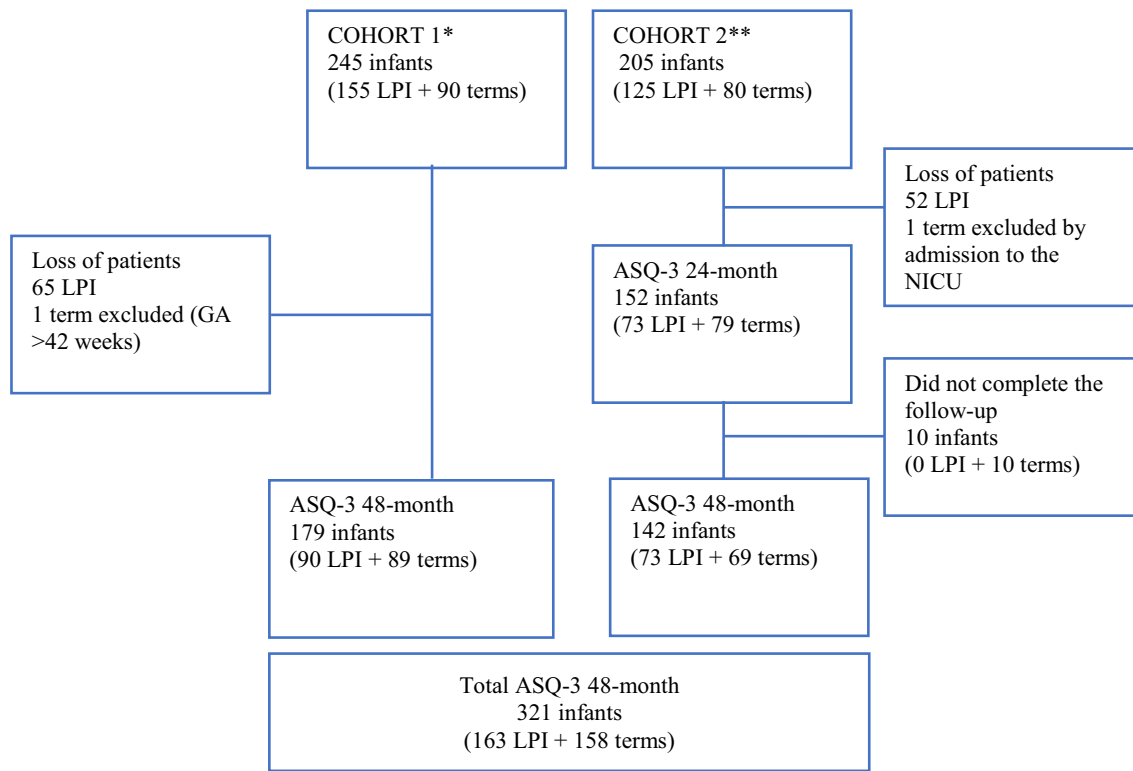 COHORT 1*
245 infants
(155 LPI + 90 terms)
COHORT 2**
205 infants
(125 LPI + 80 terms)
Loss of patients
52 LPI
1 term excluded by
admission to the
NICU
Loss of patients
65 LPI
1 term excluded (GA
>42 weeks)
ASQ-3 24-month
152 infants
(73 LPI + 79 terms)
Did not complete the
follow-up
10 infants
(0 LPI + 10 terms)
ASQ-3 48-month
179 infants
(90 LPI + 89 terms)
ASQ-3 48-month
142 infants
(73 LPI + 69 terms)
Total ASQ-3 48-month
321 infants
(163 LPI + 158 terms)